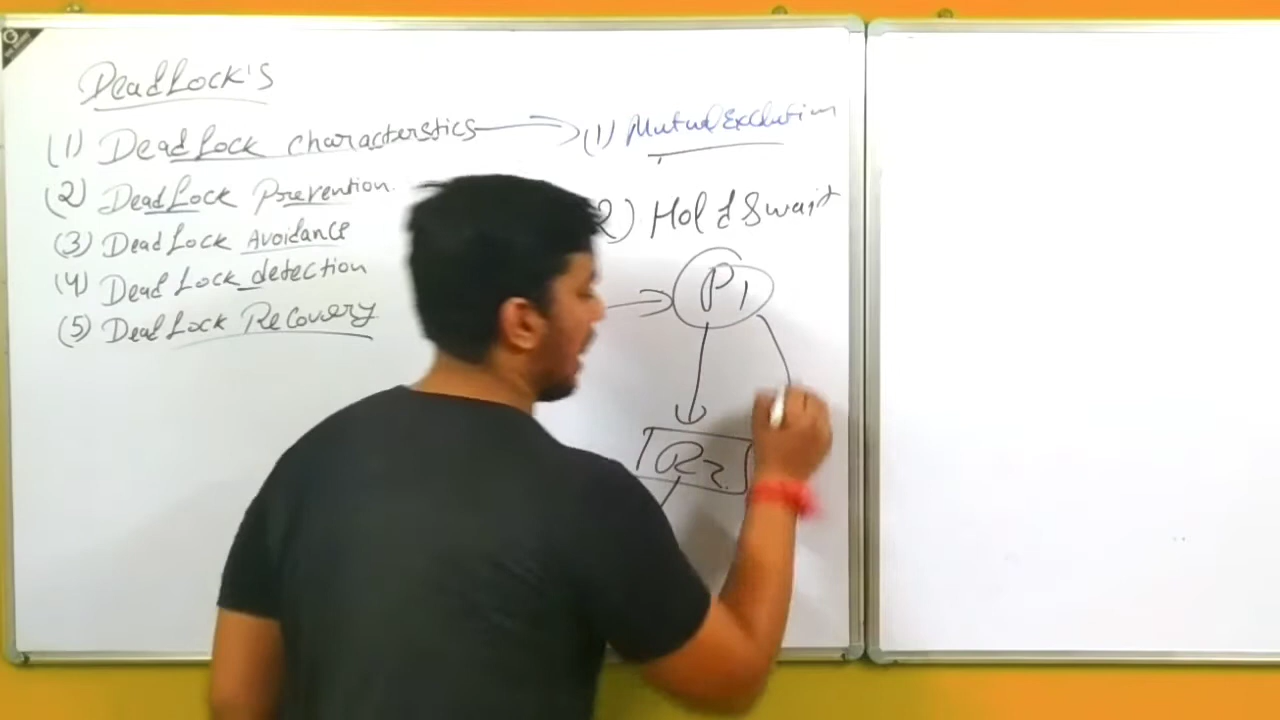 DeadLock's
(1) DeadLock characterstics
(2) DeadLock Prevention.
(3) DeadLock Avoidance
(4) DeadLock detection
(5) DeadLock Recovery
(1) Mutual Exclution
2) Hold & wait
P1
R2